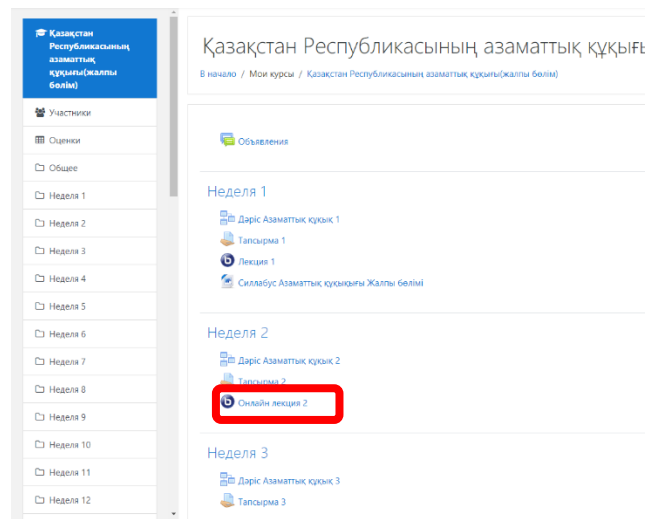 Қазақстан
Республикасының
азаматтық
құқығы(жалпы
бөлім)
Участники
Оценки
Общее
Неделя 1
Неделя 2
Неделя 3
Неделя 4
Неделя 5
Неделя 6
Неделя 7
Неделя 8
Неделя 9
Неделя 10
Неделя 11
Неделя 12
Қазақстан Республикасының азаматтық құқығы
В начало / Мои курсы / Қазақстан Республикасының азаматтық құқығы(жалпы бөлім)
Объявления
Неделя 1
Дәріс Азаматтық құқық 1
Тапсырма 1
Лекция 1
Силлабус Азаматтық құқықығы Жалпы бөлімі
Неделя 2
Дәріс Азаматтық құқық 2
Тапсырма 2
Онлайн лекция 2
Неделя 3
Дәріс Азаматтық құқық 3
Тапсырма 3